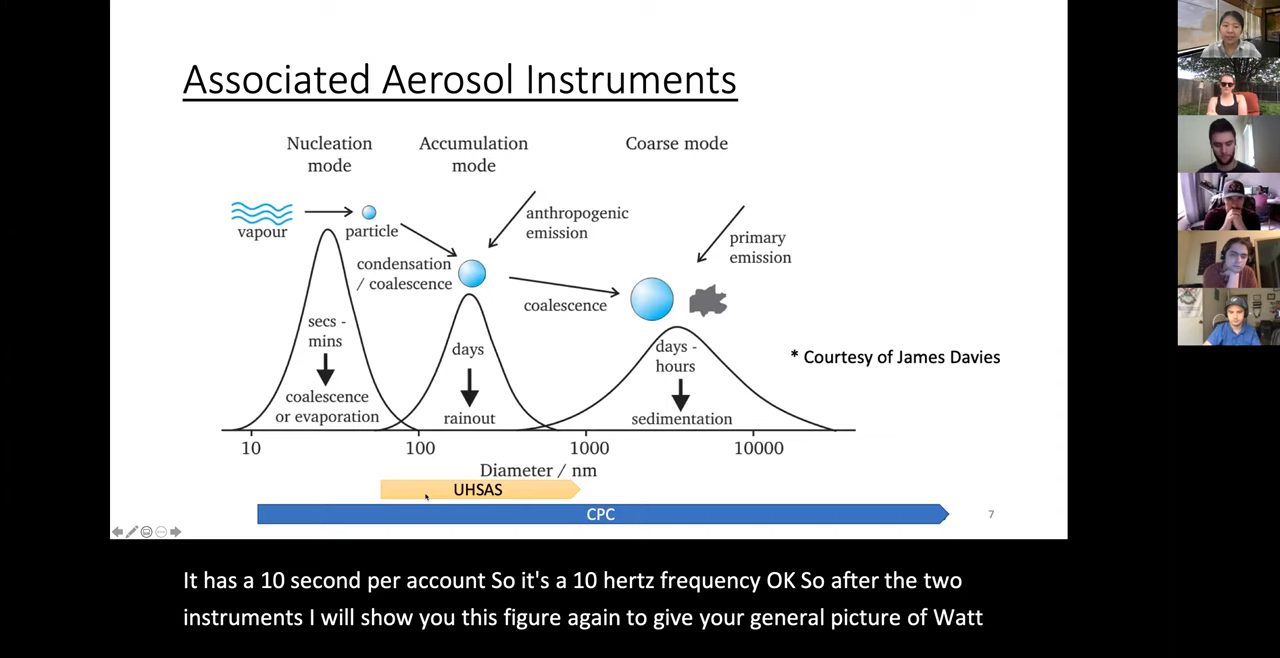 Associated Aerosol Instruments
Nucleation
mode
Accumulation
mode
Coarse mode
vapour
particle
anthropogenic
emission
primary
emission
condensation
/ coalescence
coalescence
secs -
mins
days
days -
hours
* Courtesy of James Davies
coalescence
or evaporation
rainout
sedimentation
10
100
1000
10000
Diameter / nm
UHSAS
CPC
7
It has a 10 second per account So it's a 10 hertz frequency OK So after the two
instruments I will show you this figure again to give your general picture of Watt